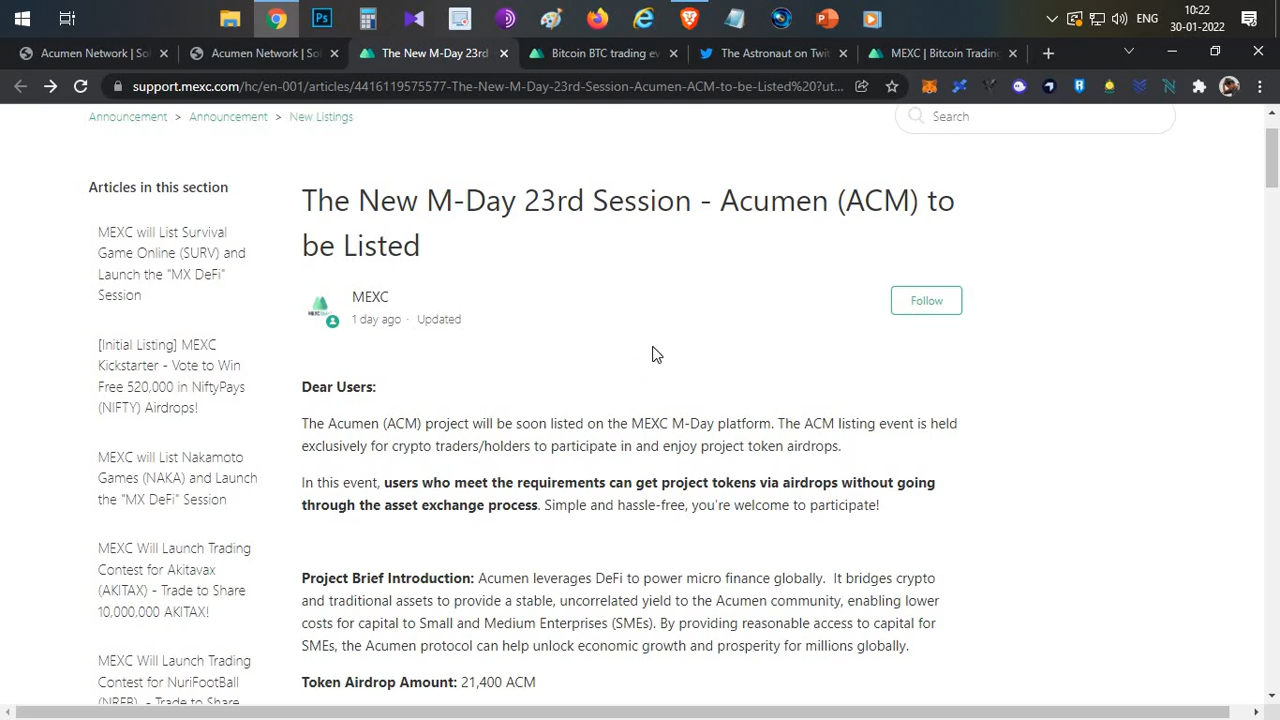 10:22
ENG
30-01-2022
Acumen Network | Sol
Acumen Network | Sol
The New M-Day 23rd
Bitcoin BTC trading ev
The Astronaut on Twit
MEXC | Bitcoin Trading
support.mexc.com/hc/en-001/articles/4416119575577-The-New-M-Day-23rd-Session-Acumen-ACM-to-be-Listed%20?ut...
Announcement > Announcement > New Listings
Search
Articles in this section
MEXC will List Survival
Game Online (SURV) and
Launch the "MX DeFi"
Session
[Initial Listing] MEXC
Kickstarter - Vote to Win
Free 520,000 in NiftyPays
(NIFTY) Airdrops!
MEXC will List Nakamoto
Games (NAKA) and Launch
the "MX DeFi" Session
MEXC Will Launch Trading
Contest for Akitavax
(AKITAX) - Trade to Share
10,000,000 AKITAX!
MEXC Will Launch Trading
Contest for NuriFootBall
(NRFB) - Trade to Share
The New M-Day 23rd Session - Acumen (ACM) to
be Listed
MEXC
1 day ago · Updated
Follow
Dear Users:
The Acumen (ACM) project will be soon listed on the MEXC M-Day platform. The ACM listing event is held
exclusively for crypto traders/holders to participate in and enjoy project token airdrops.
In this event, users who meet the requirements can get project tokens via airdrops without going
through the asset exchange process. Simple and hassle-free, you're welcome to participate!
Project Brief Introduction: Acumen leverages DeFi to power micro finance globally. It bridges crypto
and traditional assets to provide a stable, uncorrelated yield to the Acumen community, enabling lower
costs for capital to Small and Medium Enterprises (SMEs). By providing reasonable access to capital for
SMEs, the Acumen protocol can help unlock economic growth and prosperity for millions globally.
Token Airdrop Amount: 21,400 ACM